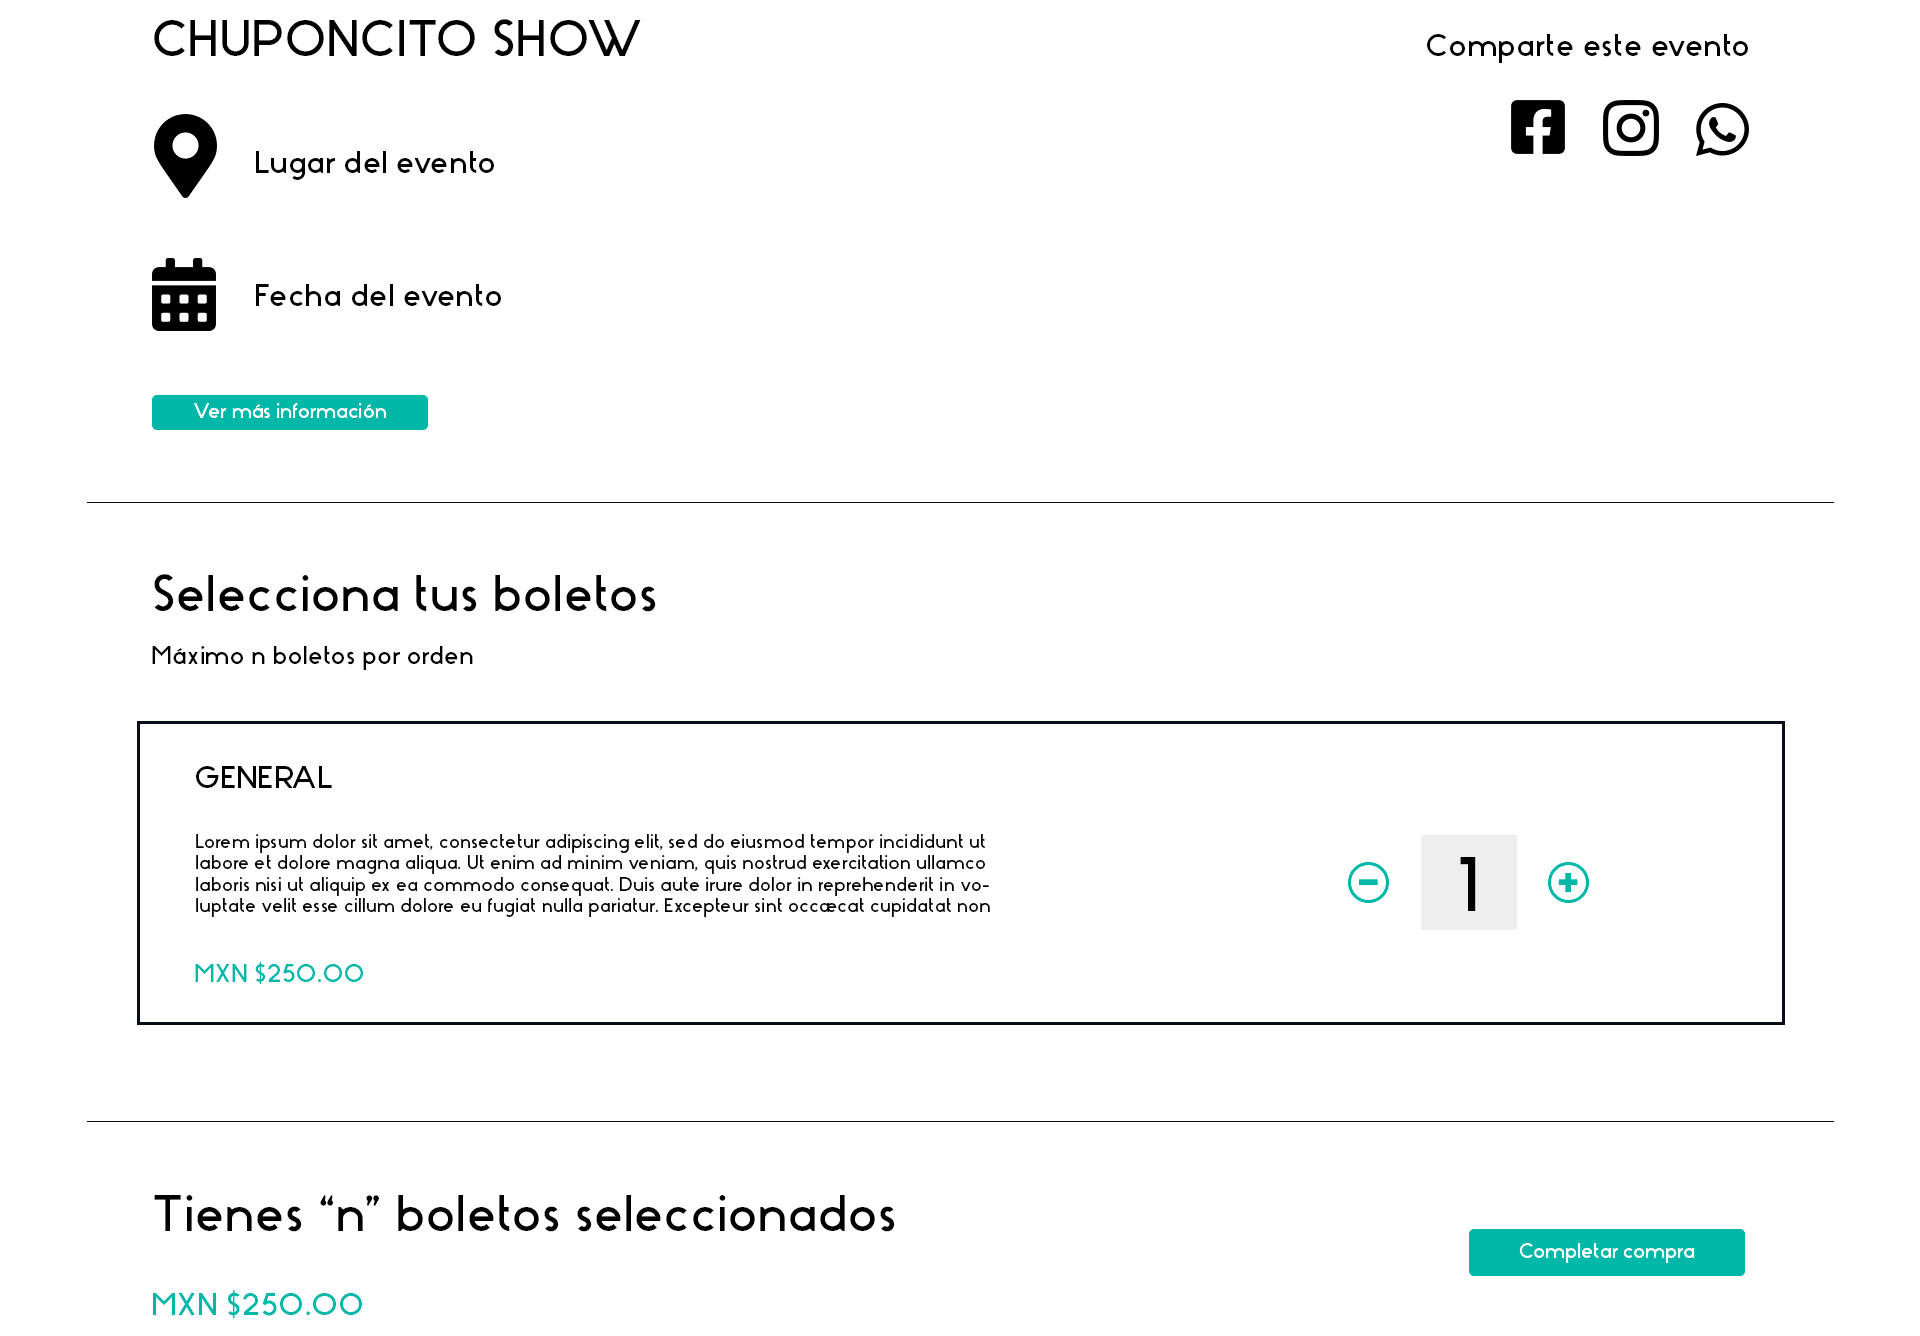 CHUPONCITO SHOW
Comparte este evento
Lugar del evento
Fecha del evento
Ver más información
Selecciona tus boletos
Máximo n boletos por orden
GENERAL
Lorem ipsum dolor sit amet, consectetur adipiscing elit, sed do eiusmod tempor incididunt ut
labore et dolore magna aliqua. Ut enim ad minim veniam, quis nostrud exercitation ullamco
laboris nisi ut aliquip ex ea commodo consequat. Duis aute irure dolor in reprehenderit in vo-
luptate velit esse cillum dolore eu fugiat nulla pariatur. Excepteur sint occæcat cupidatat non
1
MXN $250.00
Tienes “n” boletos seleccionados
Completar compra
MXN $250.00